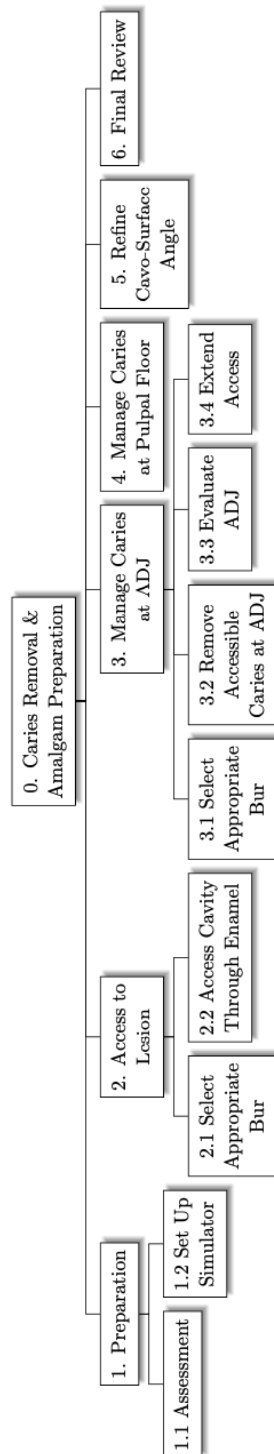 0. Caries Removal &
Amalgam Preparation
1. Preparation
2. Access to
Lesion
3. Manage Caries
at ADJ
4. Manage Caries
at Pulpal Floor
5. Refine
Cavo-Surface
Angle
6. Final Review
1.1 Assessment
1.2 Set Up
Simulator
2.1 Select
Appropriate
Bur
2.2 Access Cavity
Through Enamel
3.1 Select
Appropriate
Bur
3.2 Remove
Accessible
Caries at ADJ
3.3 Evaluate
ADJ
3.4 Extend
Access